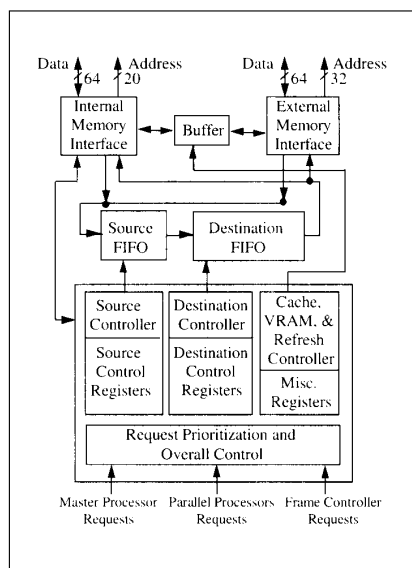 Data Address Data Address
64 20 64 32
Internal
Memory
Interface
Buffer
External
Memory
Interface
Source
FIFO
Destination
FIFO
Source
Controller
Source
Control
Registers
Destination
Controller
Destination
Control
Registers
Cache,
VRAM, &
Refresh
Controller
Misc.
Registers
Request Prioritization and
Overall Control
Master Processor
Requests
Parallel Processors
Requests
Frame Controller
Requests